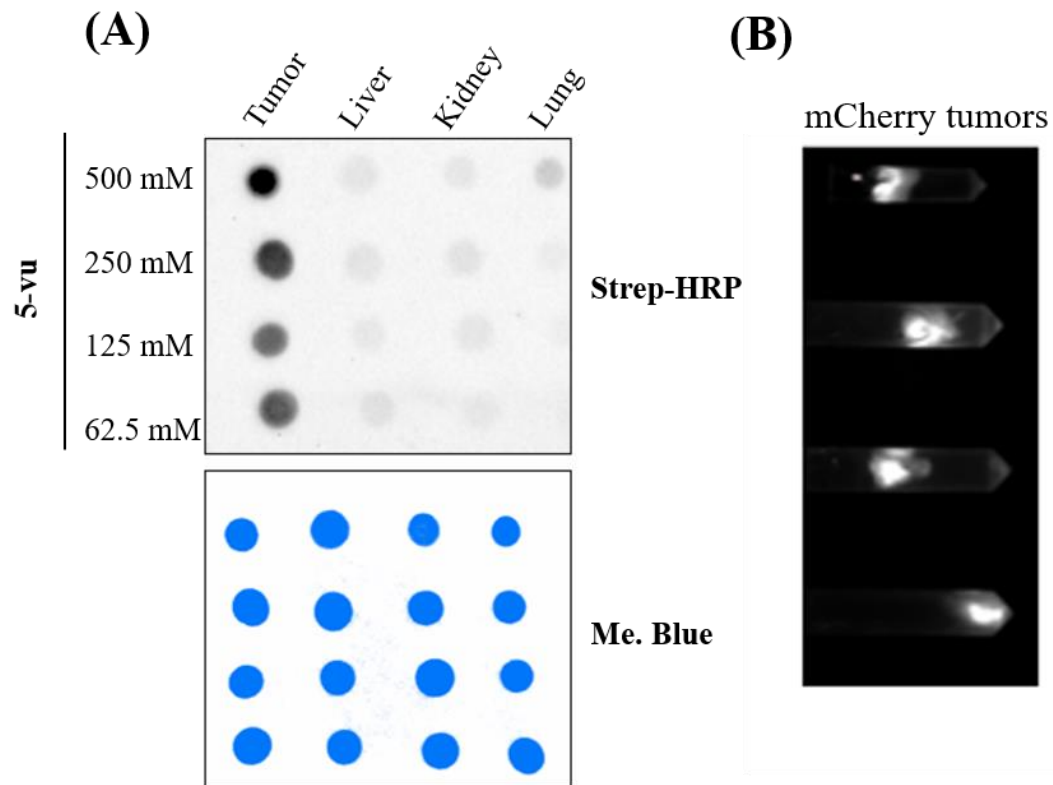 (A)
(B)
Tumor
Liver
Kidney
Lung
mCherry tumors
5-vu
500 mM
250 mM
125 mM
62.5 mM
Strep-HRP
Me. Blue